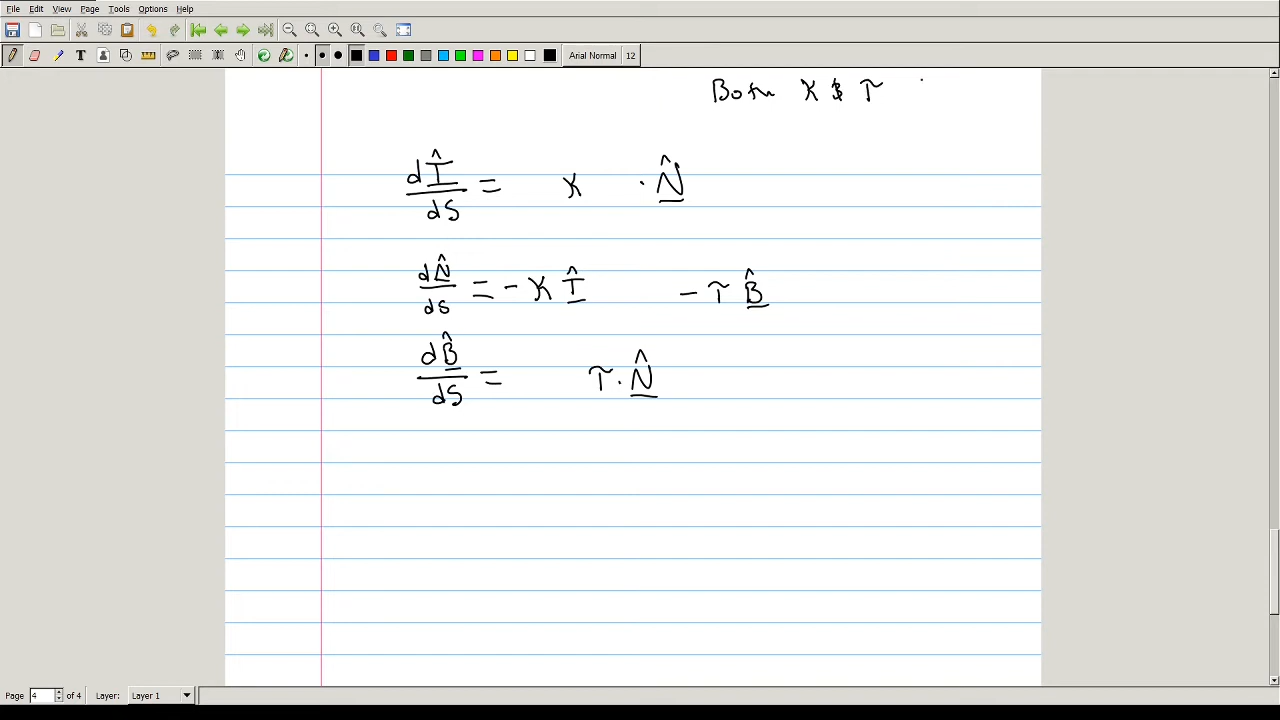 File Edit View Page Tools Options Help
Arial Normal 12
Both K & τ
dT̂/ds = K · N̂
dN̂/ds = - K T̂ - τ B̂
dB̂/ds = τ · N̂
Page 4 of 4 Layer: Layer 1